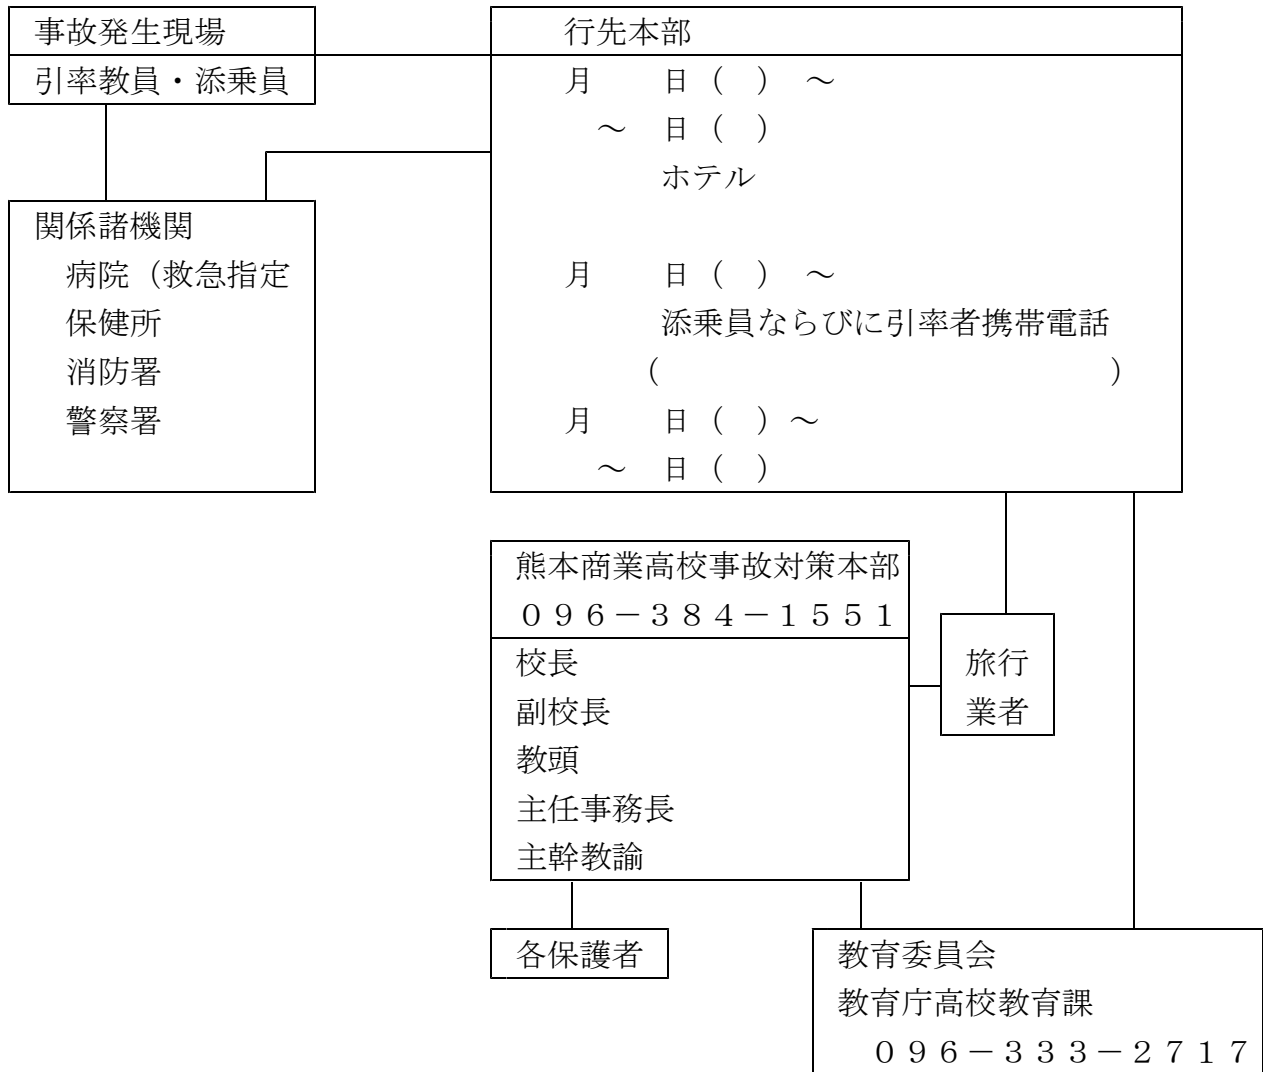 事故発生現場
引率教員・添乗員
行先本部
月　　日（　）～
～　日（　）
ホテル
月　　日（　）～
添乗員ならびに引率者携帯電話
（　　　　　　　　　　　　　　）
月　　日（　）～
～　日（　）
関係諸機関
病院（救急指定
保健所
消防署
警察署
熊本商業高校事故対策本部
０９６－３８４－１５５１
校長
副校長
教頭
主任事務長
主幹教諭
旅行
業者
各保護者
教育委員会
教育庁高校教育課
０９６－３３３－２７１７